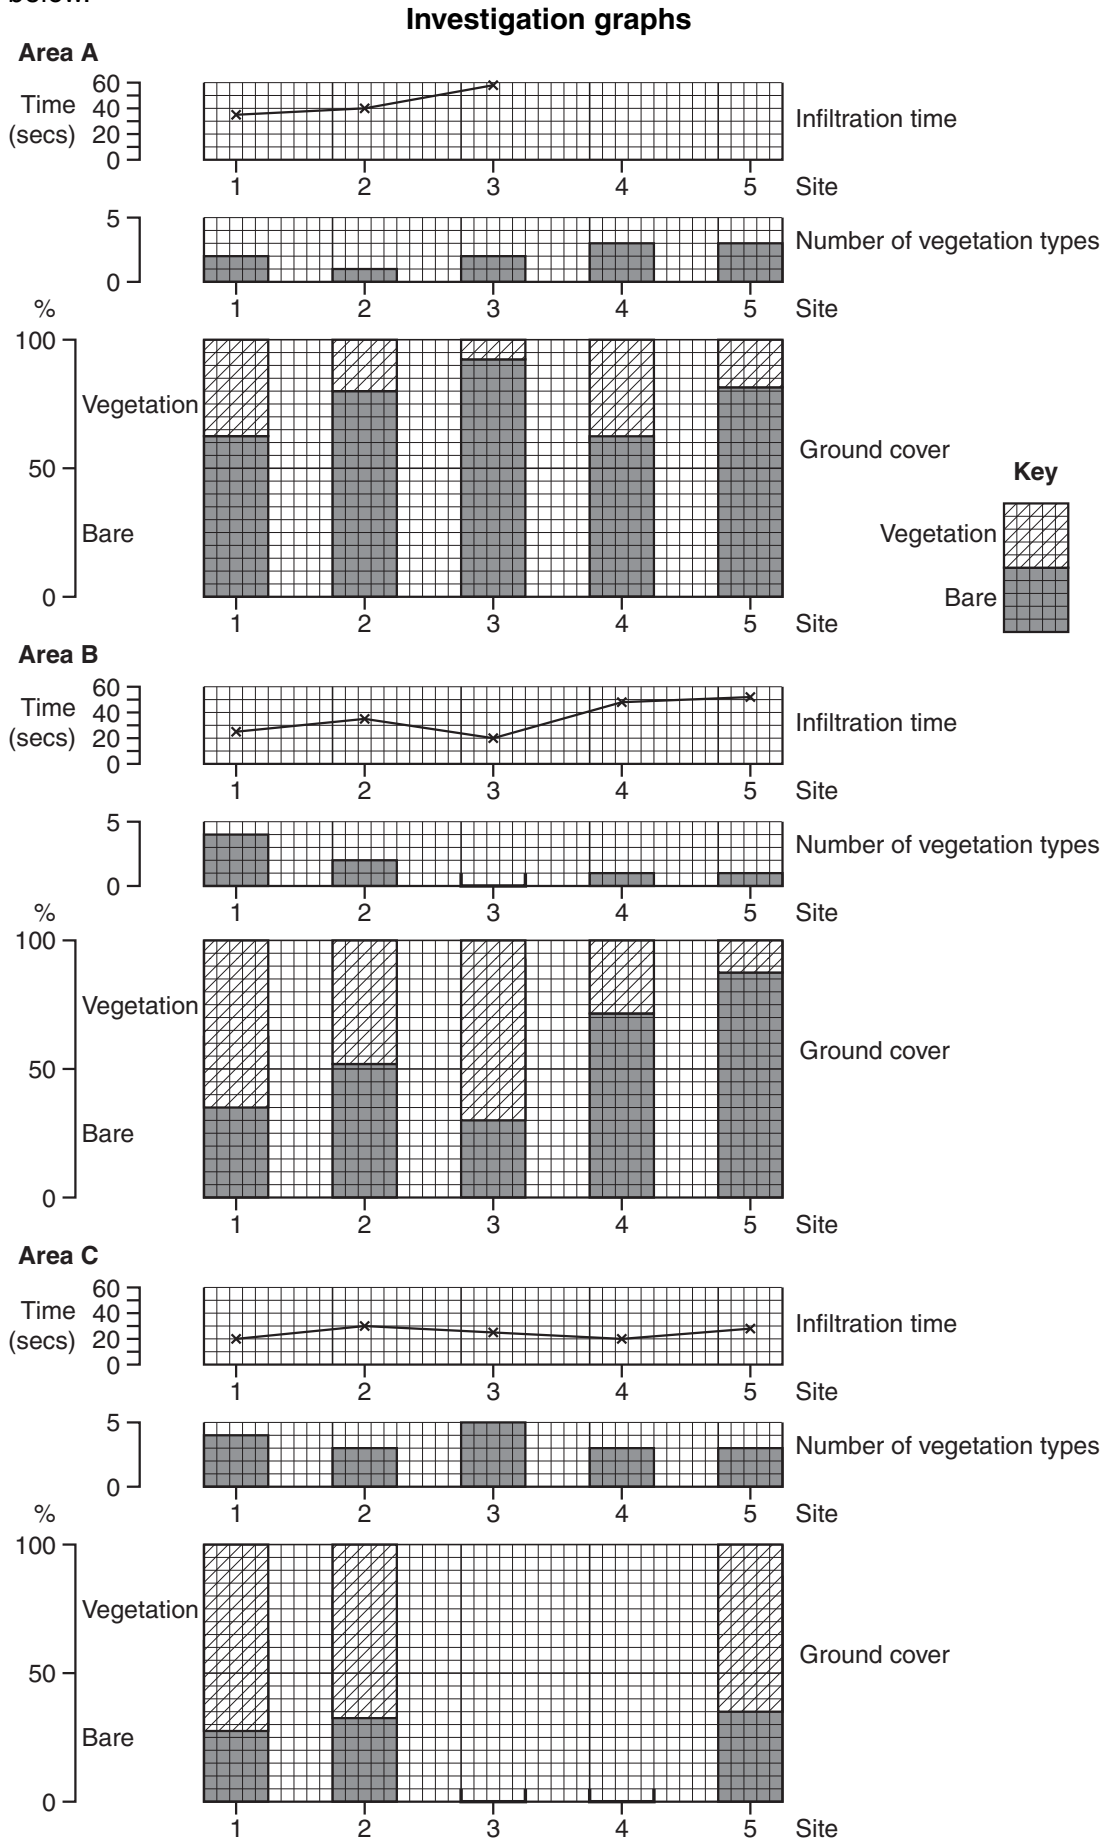 Investigation graphs
Area A
Time
(secs)
60
40
20
0
Infiltration time
1 2 3 4 5 Site
5
0
Number of vegetation types
1 2 3 4 5 Site
%
100
Vegetation
50
Bare
0
Ground cover
Key
Vegetation
Bare
1 2 3 4 5 Site
Area B
Time
(secs)
60
40
20
0
Infiltration time
1 2 3 4 5 Site
5
0
Number of vegetation types
1 2 3 4 5 Site
%
100
Vegetation
50
Bare
0
Ground cover
1 2 3 4 5 Site
Area C
Time
(secs)
60
40
20
0
Infiltration time
1 2 3 4 5 Site
5
0
Number of vegetation types
1 2 3 4 5 Site
%
100
Vegetation
50
Bare
0
Ground cover
1 2 3 4 5 Site